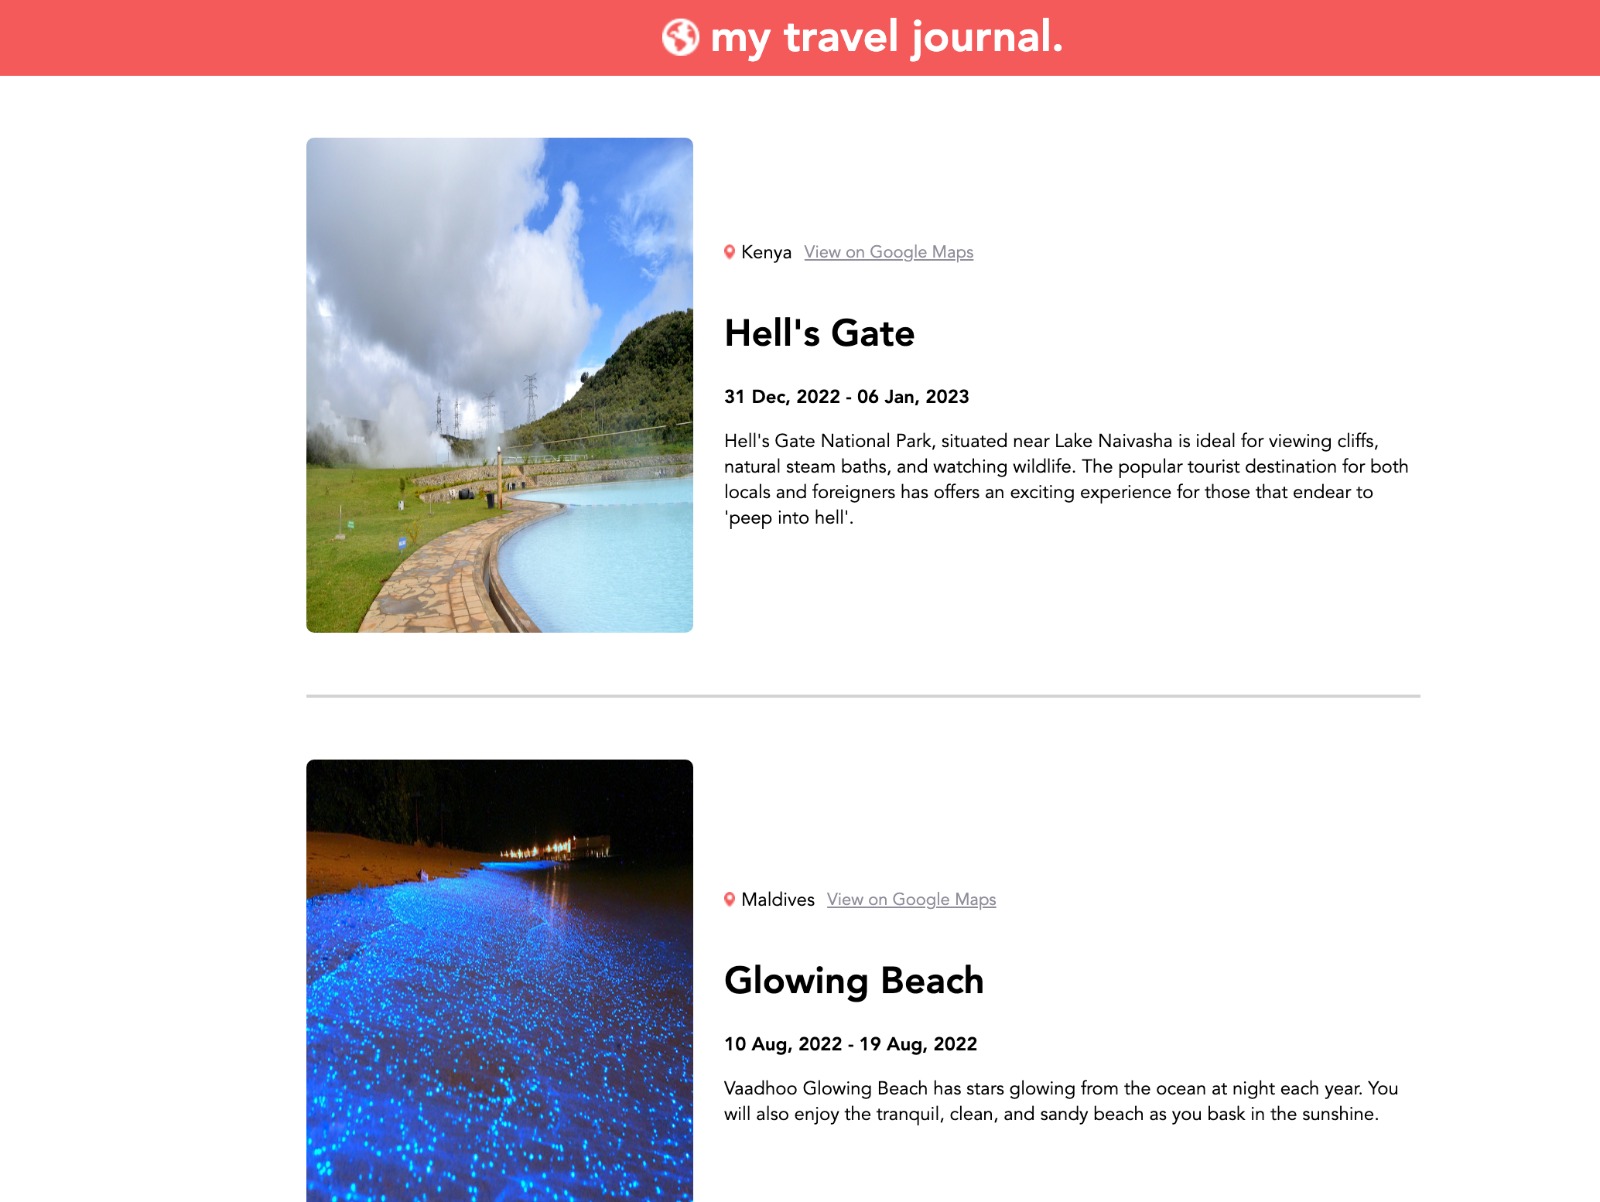 my travel journal.
Kenya View on Google Maps
Hell's Gate
31 Dec, 2022 - 06 Jan, 2023
Hell's Gate National Park, situated near Lake Naivasha is ideal for viewing cliffs,
natural steam baths, and watching wildlife. The popular tourist destination for both
locals and foreigners has offers an exciting experience for those that endear to
'peep into hell'.
Maldives View on Google Maps
Glowing Beach
10 Aug, 2022 - 19 Aug, 2022
Vaadhoo Glowing Beach has stars glowing from the ocean at night each year. You
will also enjoy the tranquil, clean, and sandy beach as you bask in the sunshine.